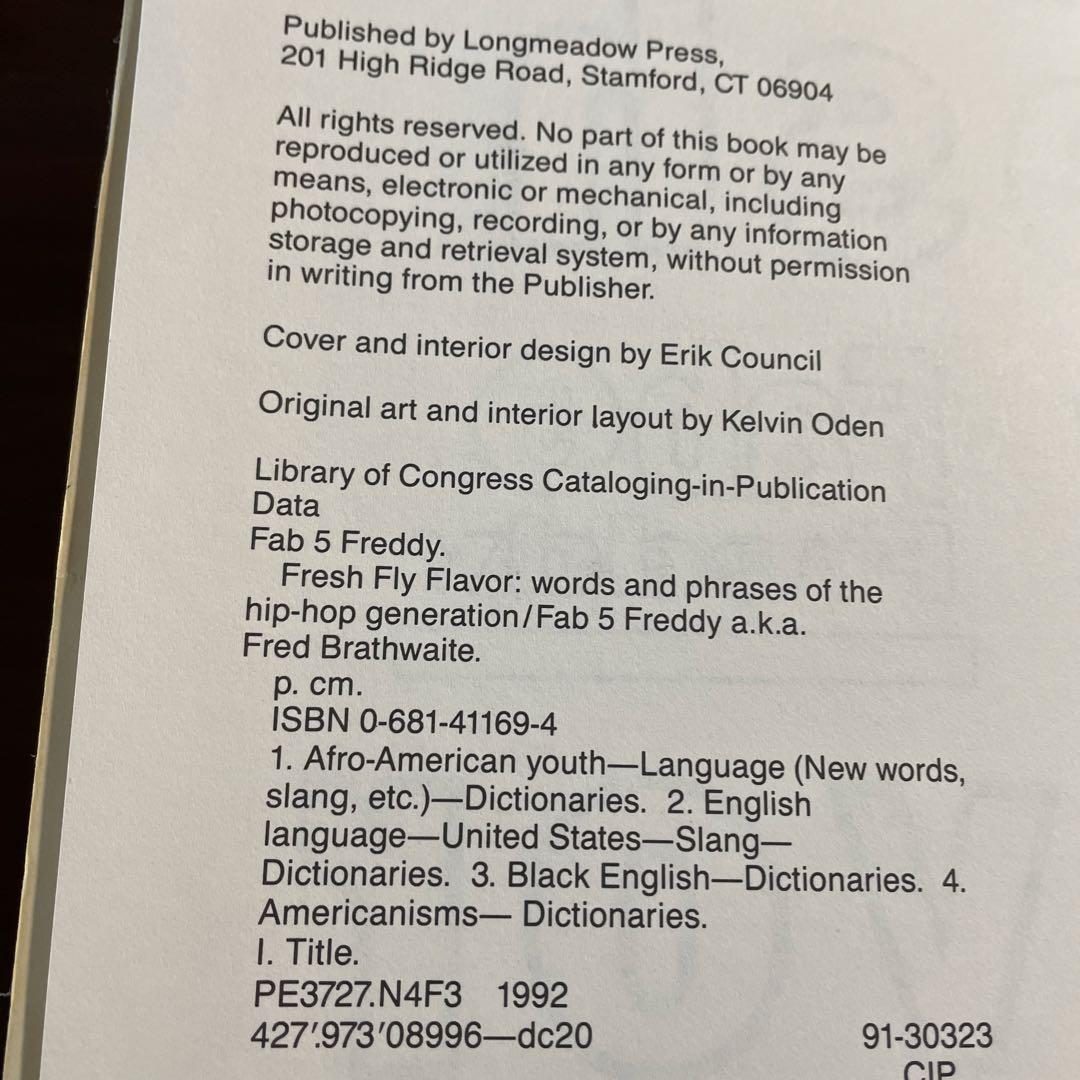 Published by Longmeadow Press,
201 High Ridge Road, Stamford, CT 06904
All rights reserved. No part of this book may be
reproduced or utilized in any form or by any
means, electronic or mechanical, including
photocopying, recording, or by any information
storage and retrieval system, without permission
in writing from the Publisher.
Cover and interior design by Erik Council
Original art and interior layout by Kelvin Oden
Library of Congress Cataloging-in-Publication
Data
Fab 5 Freddy.
Fresh Fly Flavor: words and phrases of the
hip-hop generation/Fab 5 Freddy a.k.a.
Fred Brathwaite.
p. cm.
ISBN 0-681-41169-4
1. Afro-American youth—Language (New words,
slang, etc.)—Dictionaries. 2. English
language—United States—Slang—
Dictionaries. 3. Black English—Dictionaries. 4.
Americanisms— Dictionaries.
I. Title.
PE3727.N4F3 1992
427'.973'08996—dc20 91-30323
CIP